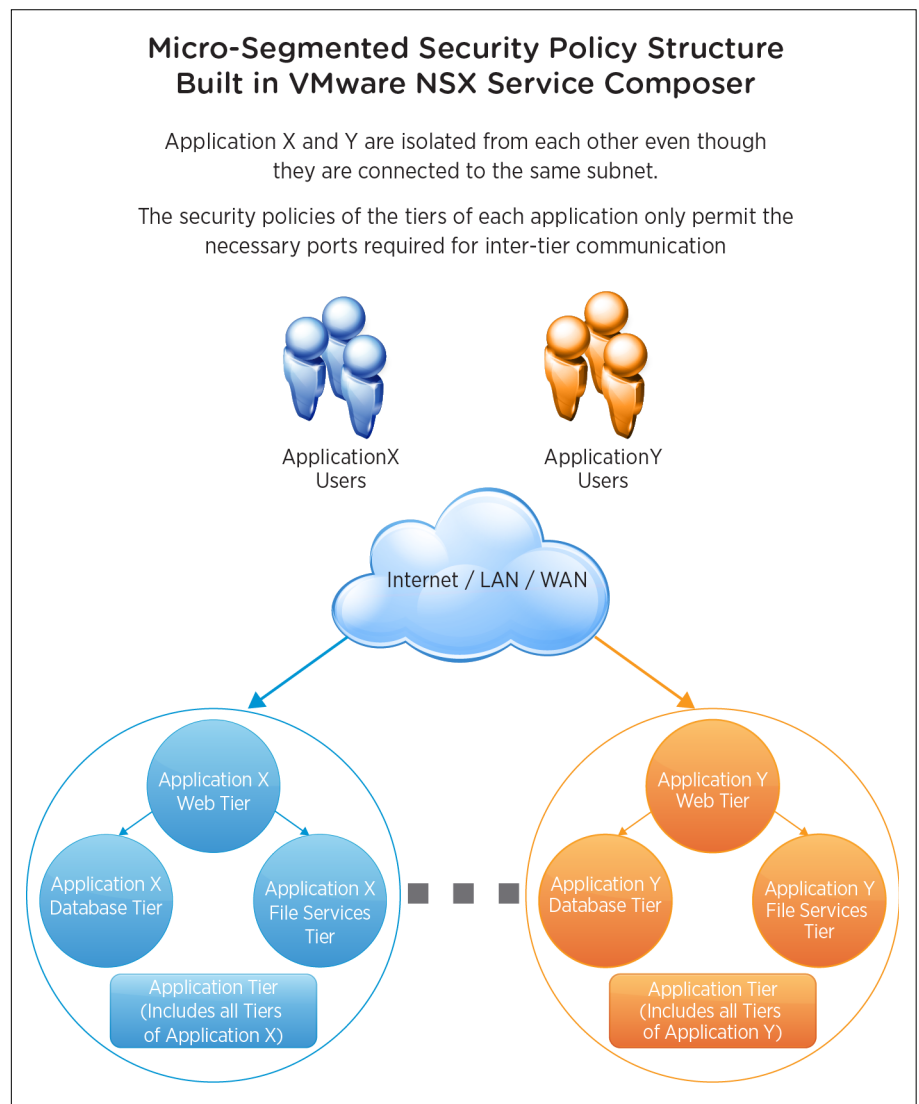 Micro-Segmented Security Policy Structure
Built in VMware NSX Service Composer
Application X and Y are isolated from each other even though
they are connected to the same subnet.
The security policies of the tiers of each application only permit the
necessary ports required for inter-tier communication
ApplicationX
Users
ApplicationY
Users
Internet / LAN / WAN
Application X
Web Tier
Application X
Database Tier
Application X
File Services
Tier
Application Tier
(Includes all Tiers
of Application X)
Application Y
Web Tier
Application Y
Database Tier
Application Y
File Services
Tier
Application Tier
(Includes all Tiers
of Application Y)